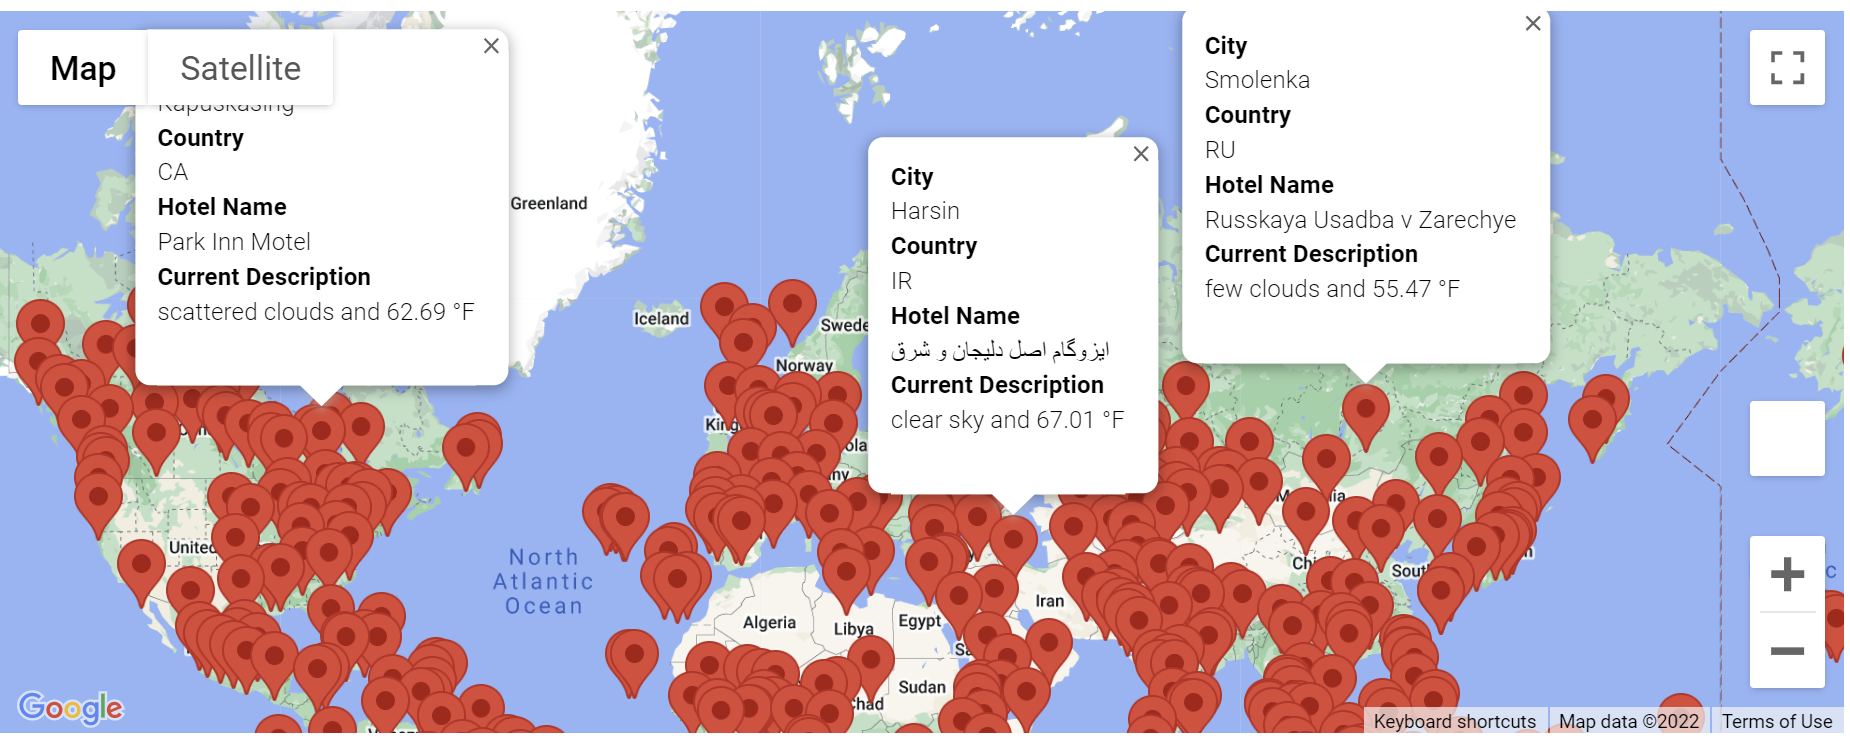 Map
Satellite
Kapuskasing
Country
CA
Hotel Name
Park Inn Motel
Current Description
scattered clouds and 62.69 °F
City
Harsin
Country
IR
Hotel Name
ایزوگام اصل دلیجان و شرق
Current Description
clear sky and 67.01 °F
City
Smolenka
Country
RU
Hotel Name
Russkaya Usadba v Zarechye
Current Description
few clouds and 55.47 °F
Greenland
Iceland
Swede
Norway
King
ola
ny
United
North
Atlantic
Ocean
Algeria
Libya
Egypt
Iran
Sa
Sudan
Chad
M
ia
Chi
Sout
n
c
Google
Keyboard shortcuts
Map data ©2022
Terms of Use